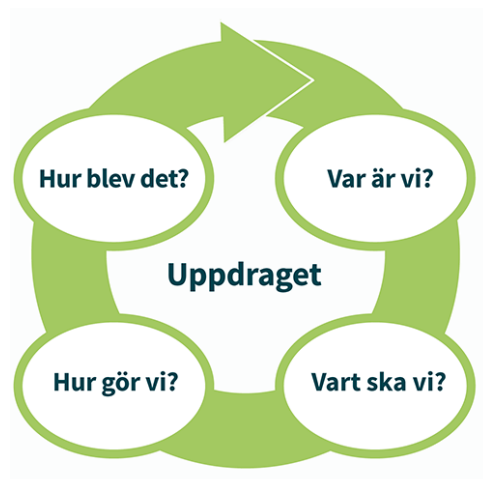 Hur blev det?
Var är vi?
Uppdraget
Hur gör vi?
Vart ska vi?